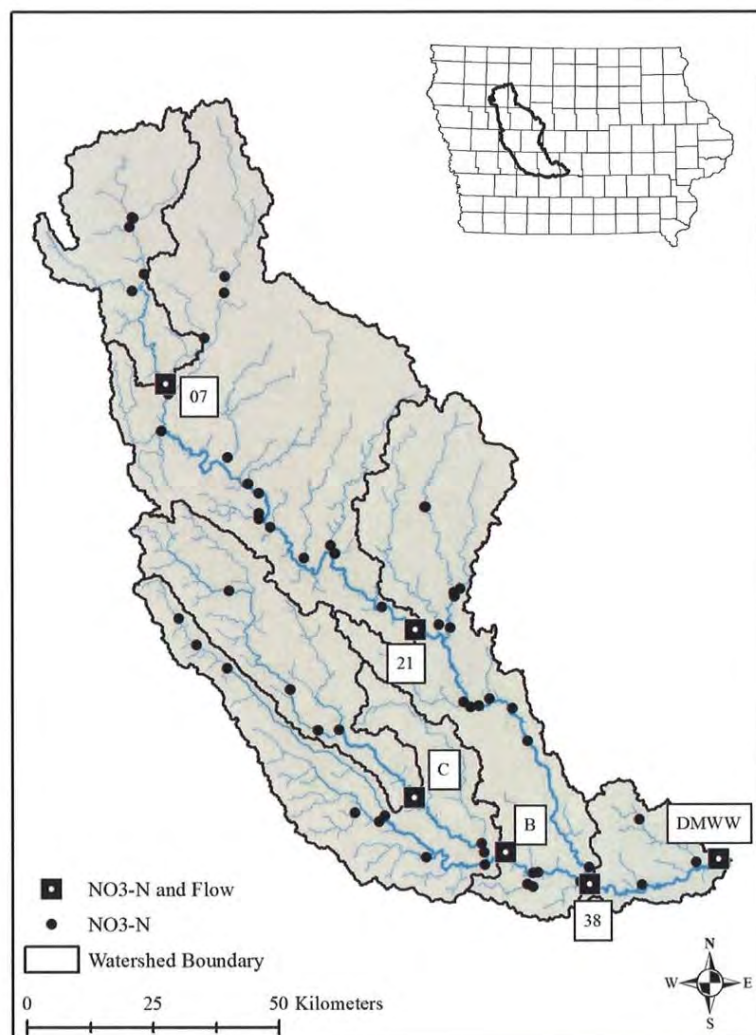 07
21
C
B
DMWW
38
NO3-N and Flow
NO3-N
Watershed Boundary
0 25 50 Kilometers
N
W E
S